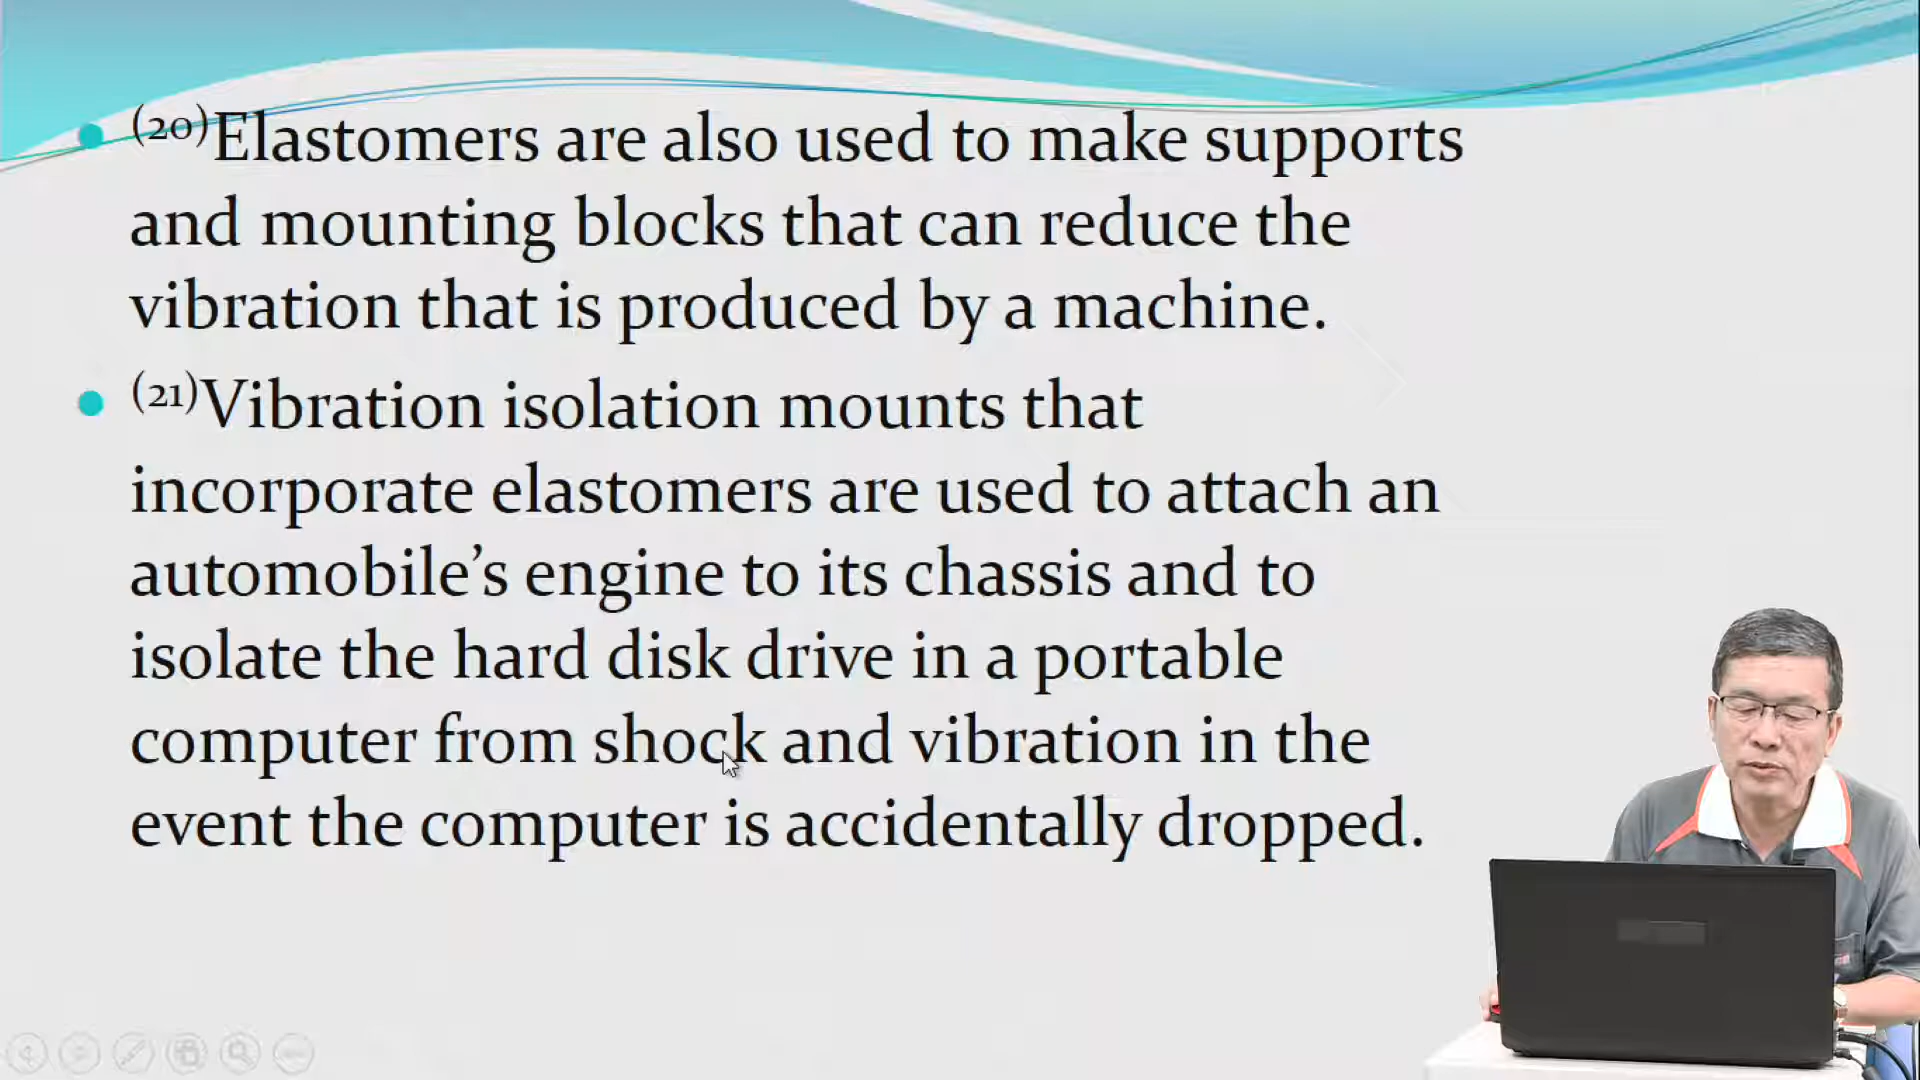 (20)Elastomers are also used to make supports
and mounting blocks that can reduce the
vibration that is produced by a machine.
(21)Vibration isolation mounts that
incorporate elastomers are used to attach an
automobile’s engine to its chassis and to
isolate the hard disk drive in a portable
computer from shock and vibration in the
event the computer is accidentally dropped.